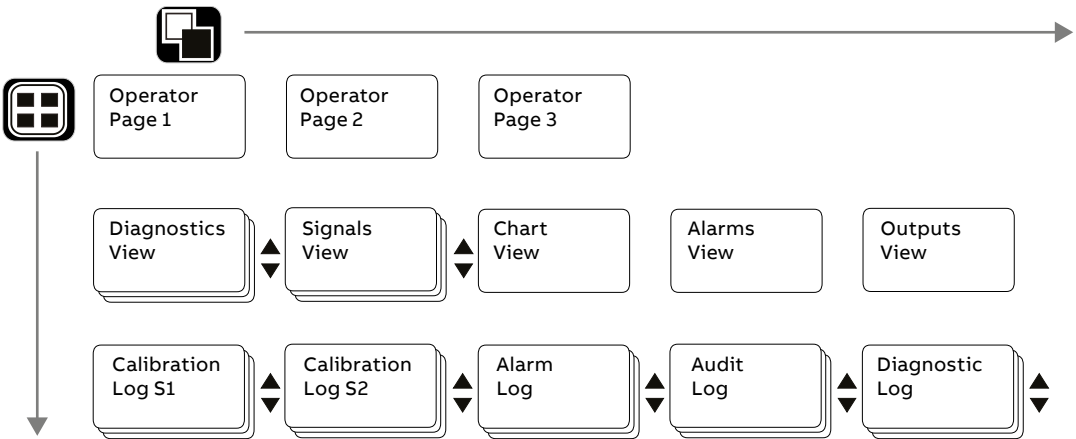 Operator
Page 1
Operator
Page 2
Operator
Page 3
Diagnostics
View
Signals
View
Chart
View
Alarms
View
Outputs
View
Calibration
Log S1
Calibration
Log S2
Alarm
Log
Audit
Log
Diagnostic
Log